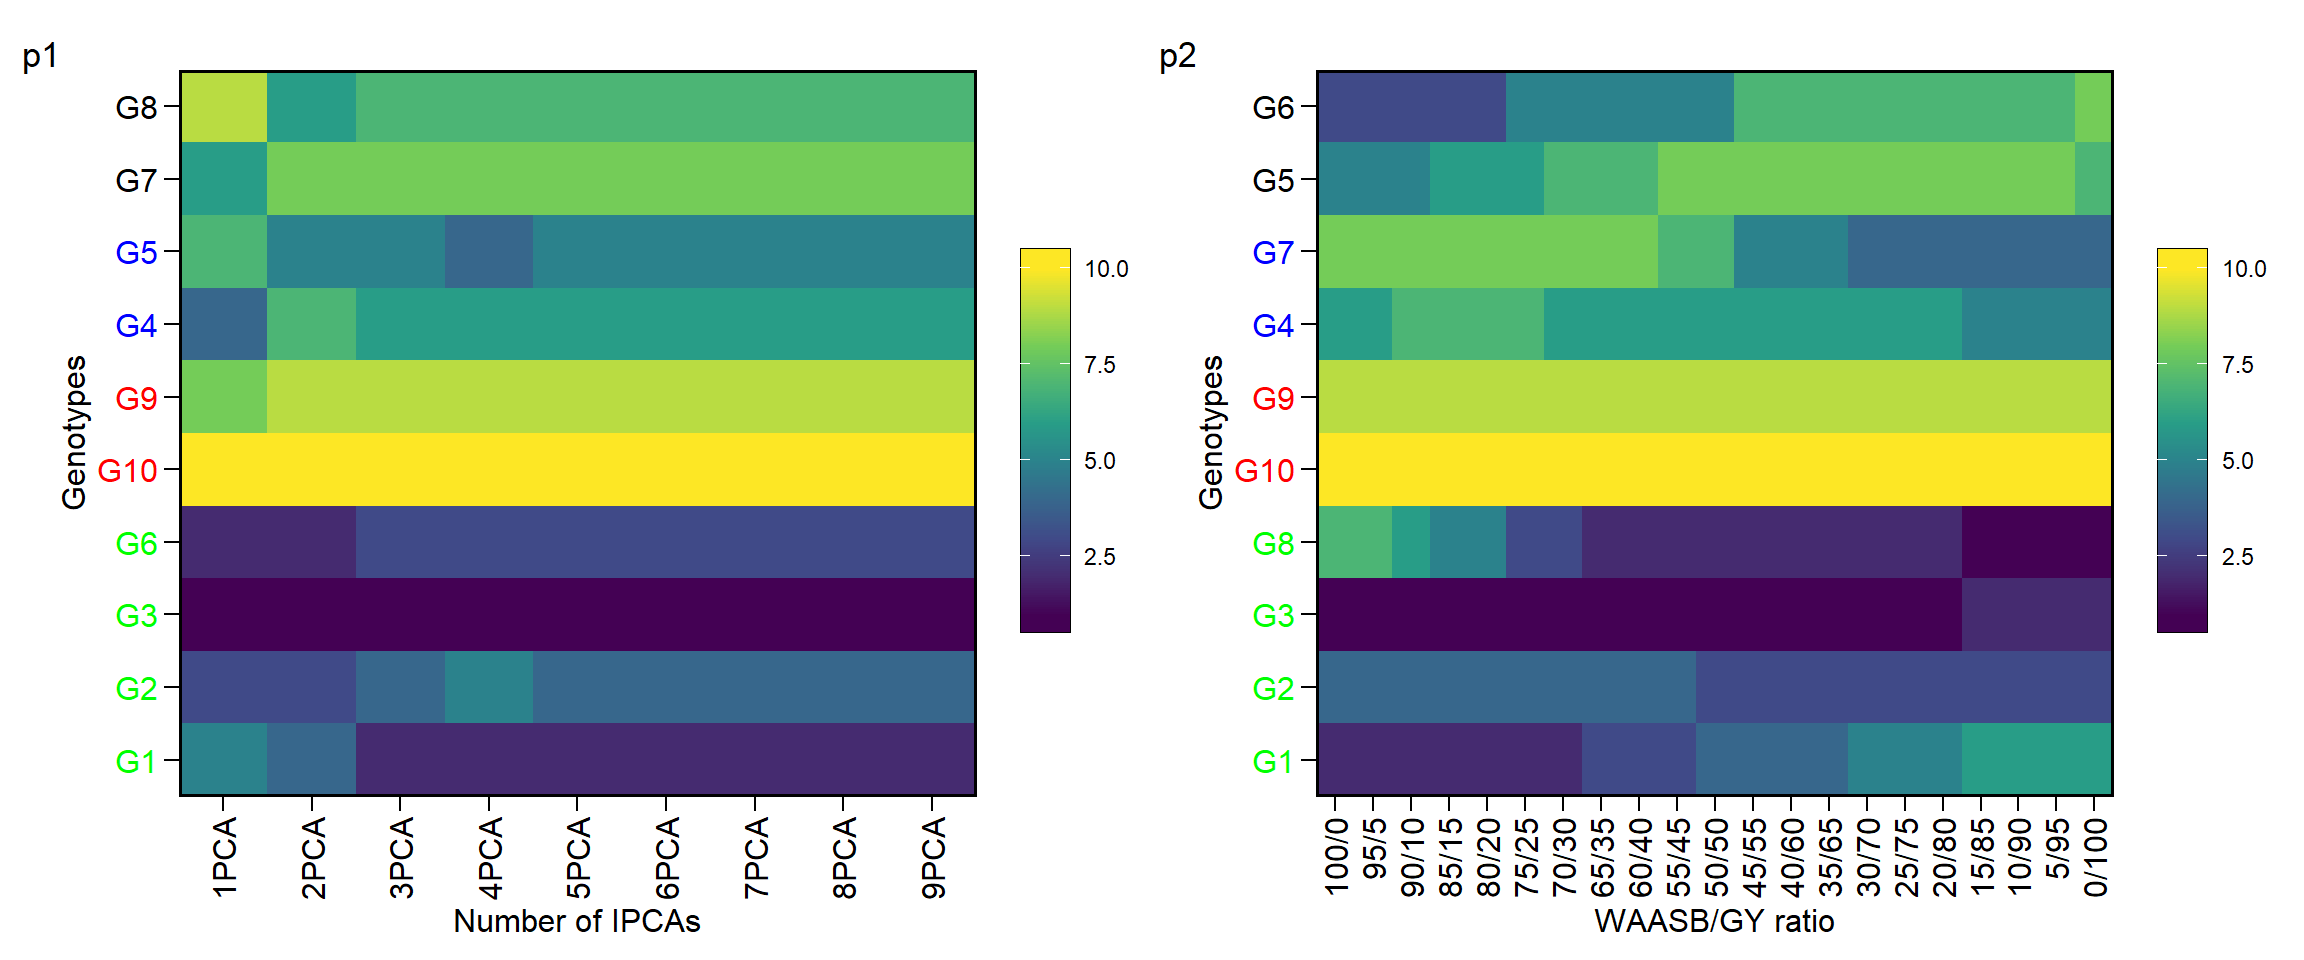 p1
G8
G7
G5
G4
G9
G10
G6
G3
G2
G1
Genotypes
1PCA
2PCA
3PCA
4PCA
5PCA
6PCA
7PCA
8PCA
9PCA
Number of IPCAs
10.0
7.5
5.0
2.5
p2
G6
G5
G7
G4
G9
G10
G8
G3
G2
G1
Genotypes
100/0
95/5
90/10
85/15
80/20
75/25
70/30
65/35
60/40
55/45
50/50
45/55
40/60
35/65
30/70
25/75
20/80
15/85
10/90
5/95
0/100
WAASB/GY ratio
10.0
7.5
5.0
2.5